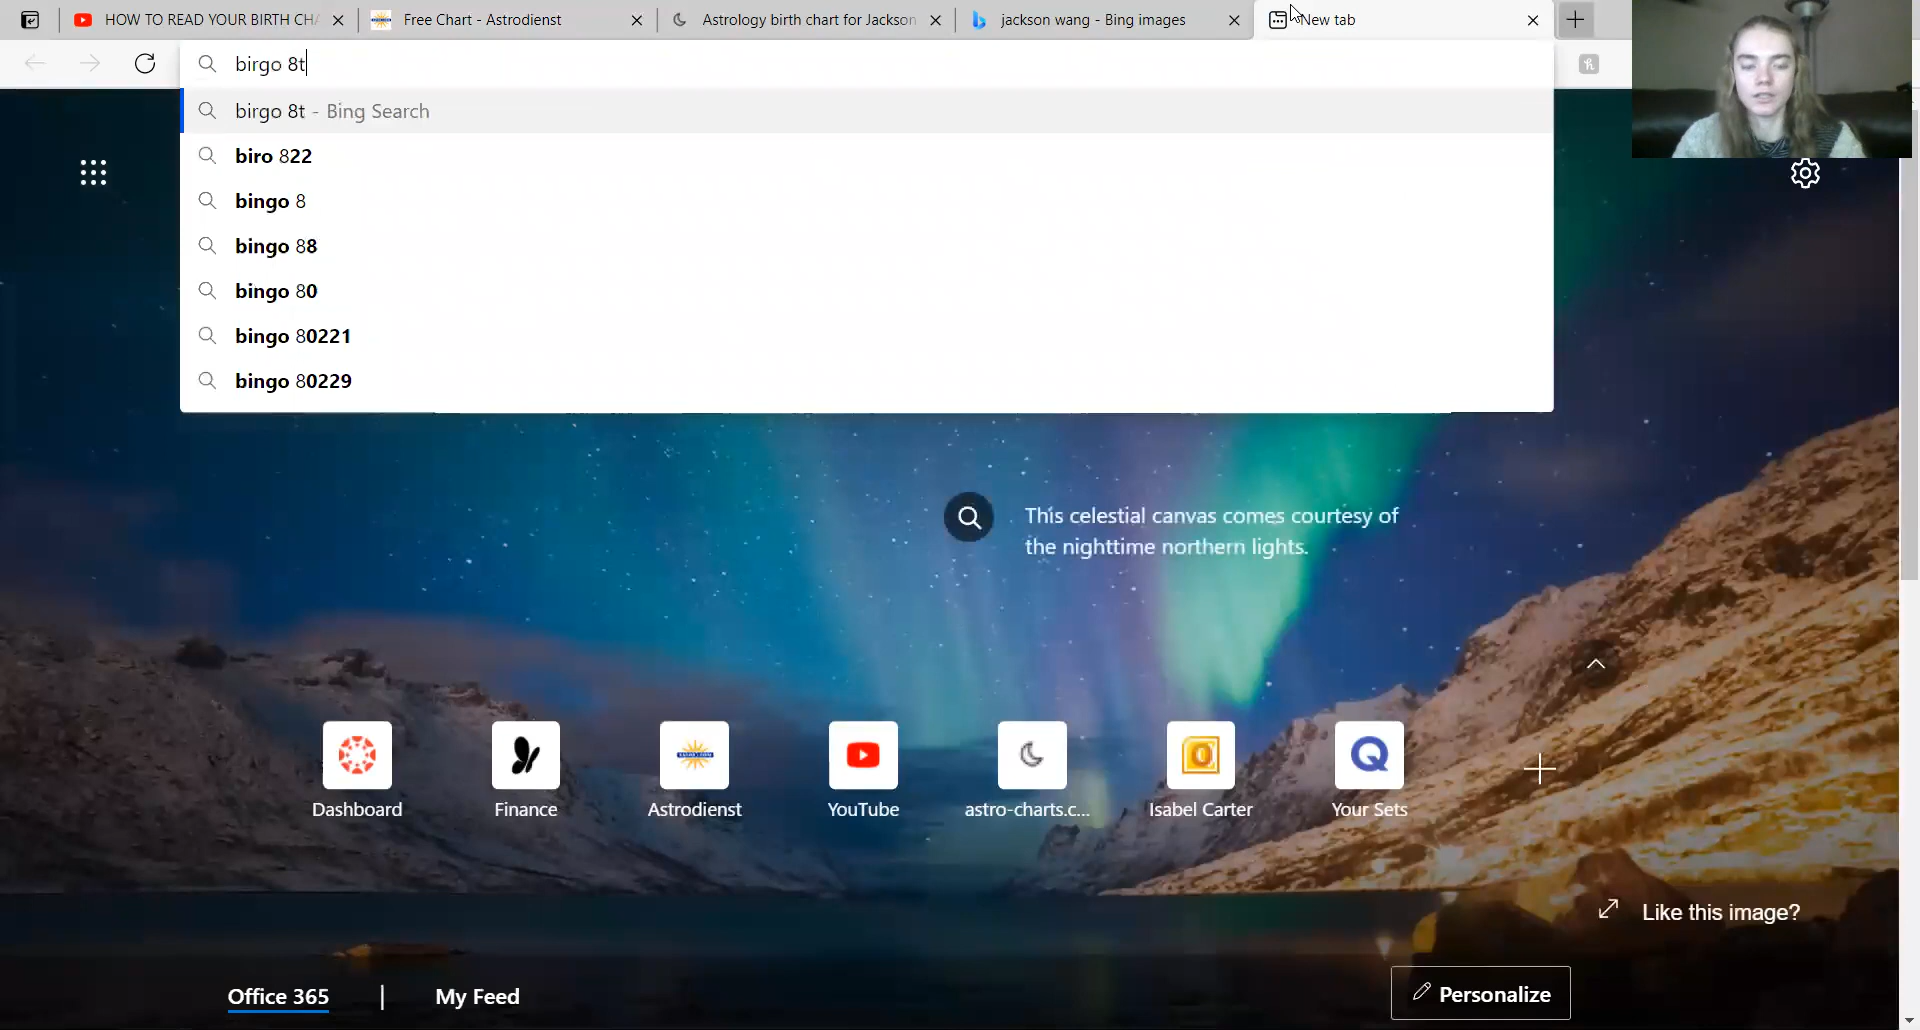 HOW TO READ YOUR BIRTH CH
Free Chart - Astrodienst
Astrology birth chart for Jackson
jackson wang - Bing images
New tab
birgo 8t
birgo 8t - Bing Search
biro 822
bingo 8
bingo 88
bingo 80
bingo 80221
bingo 80229
This celestial canvas comes courtesy of
the nighttime northern lights.
Dashboard
Finance
Astrodienst
YouTube
astro-charts.c...
Isabel Carter
Your Sets
Like this image?
Office 365 | My Feed
Personalize